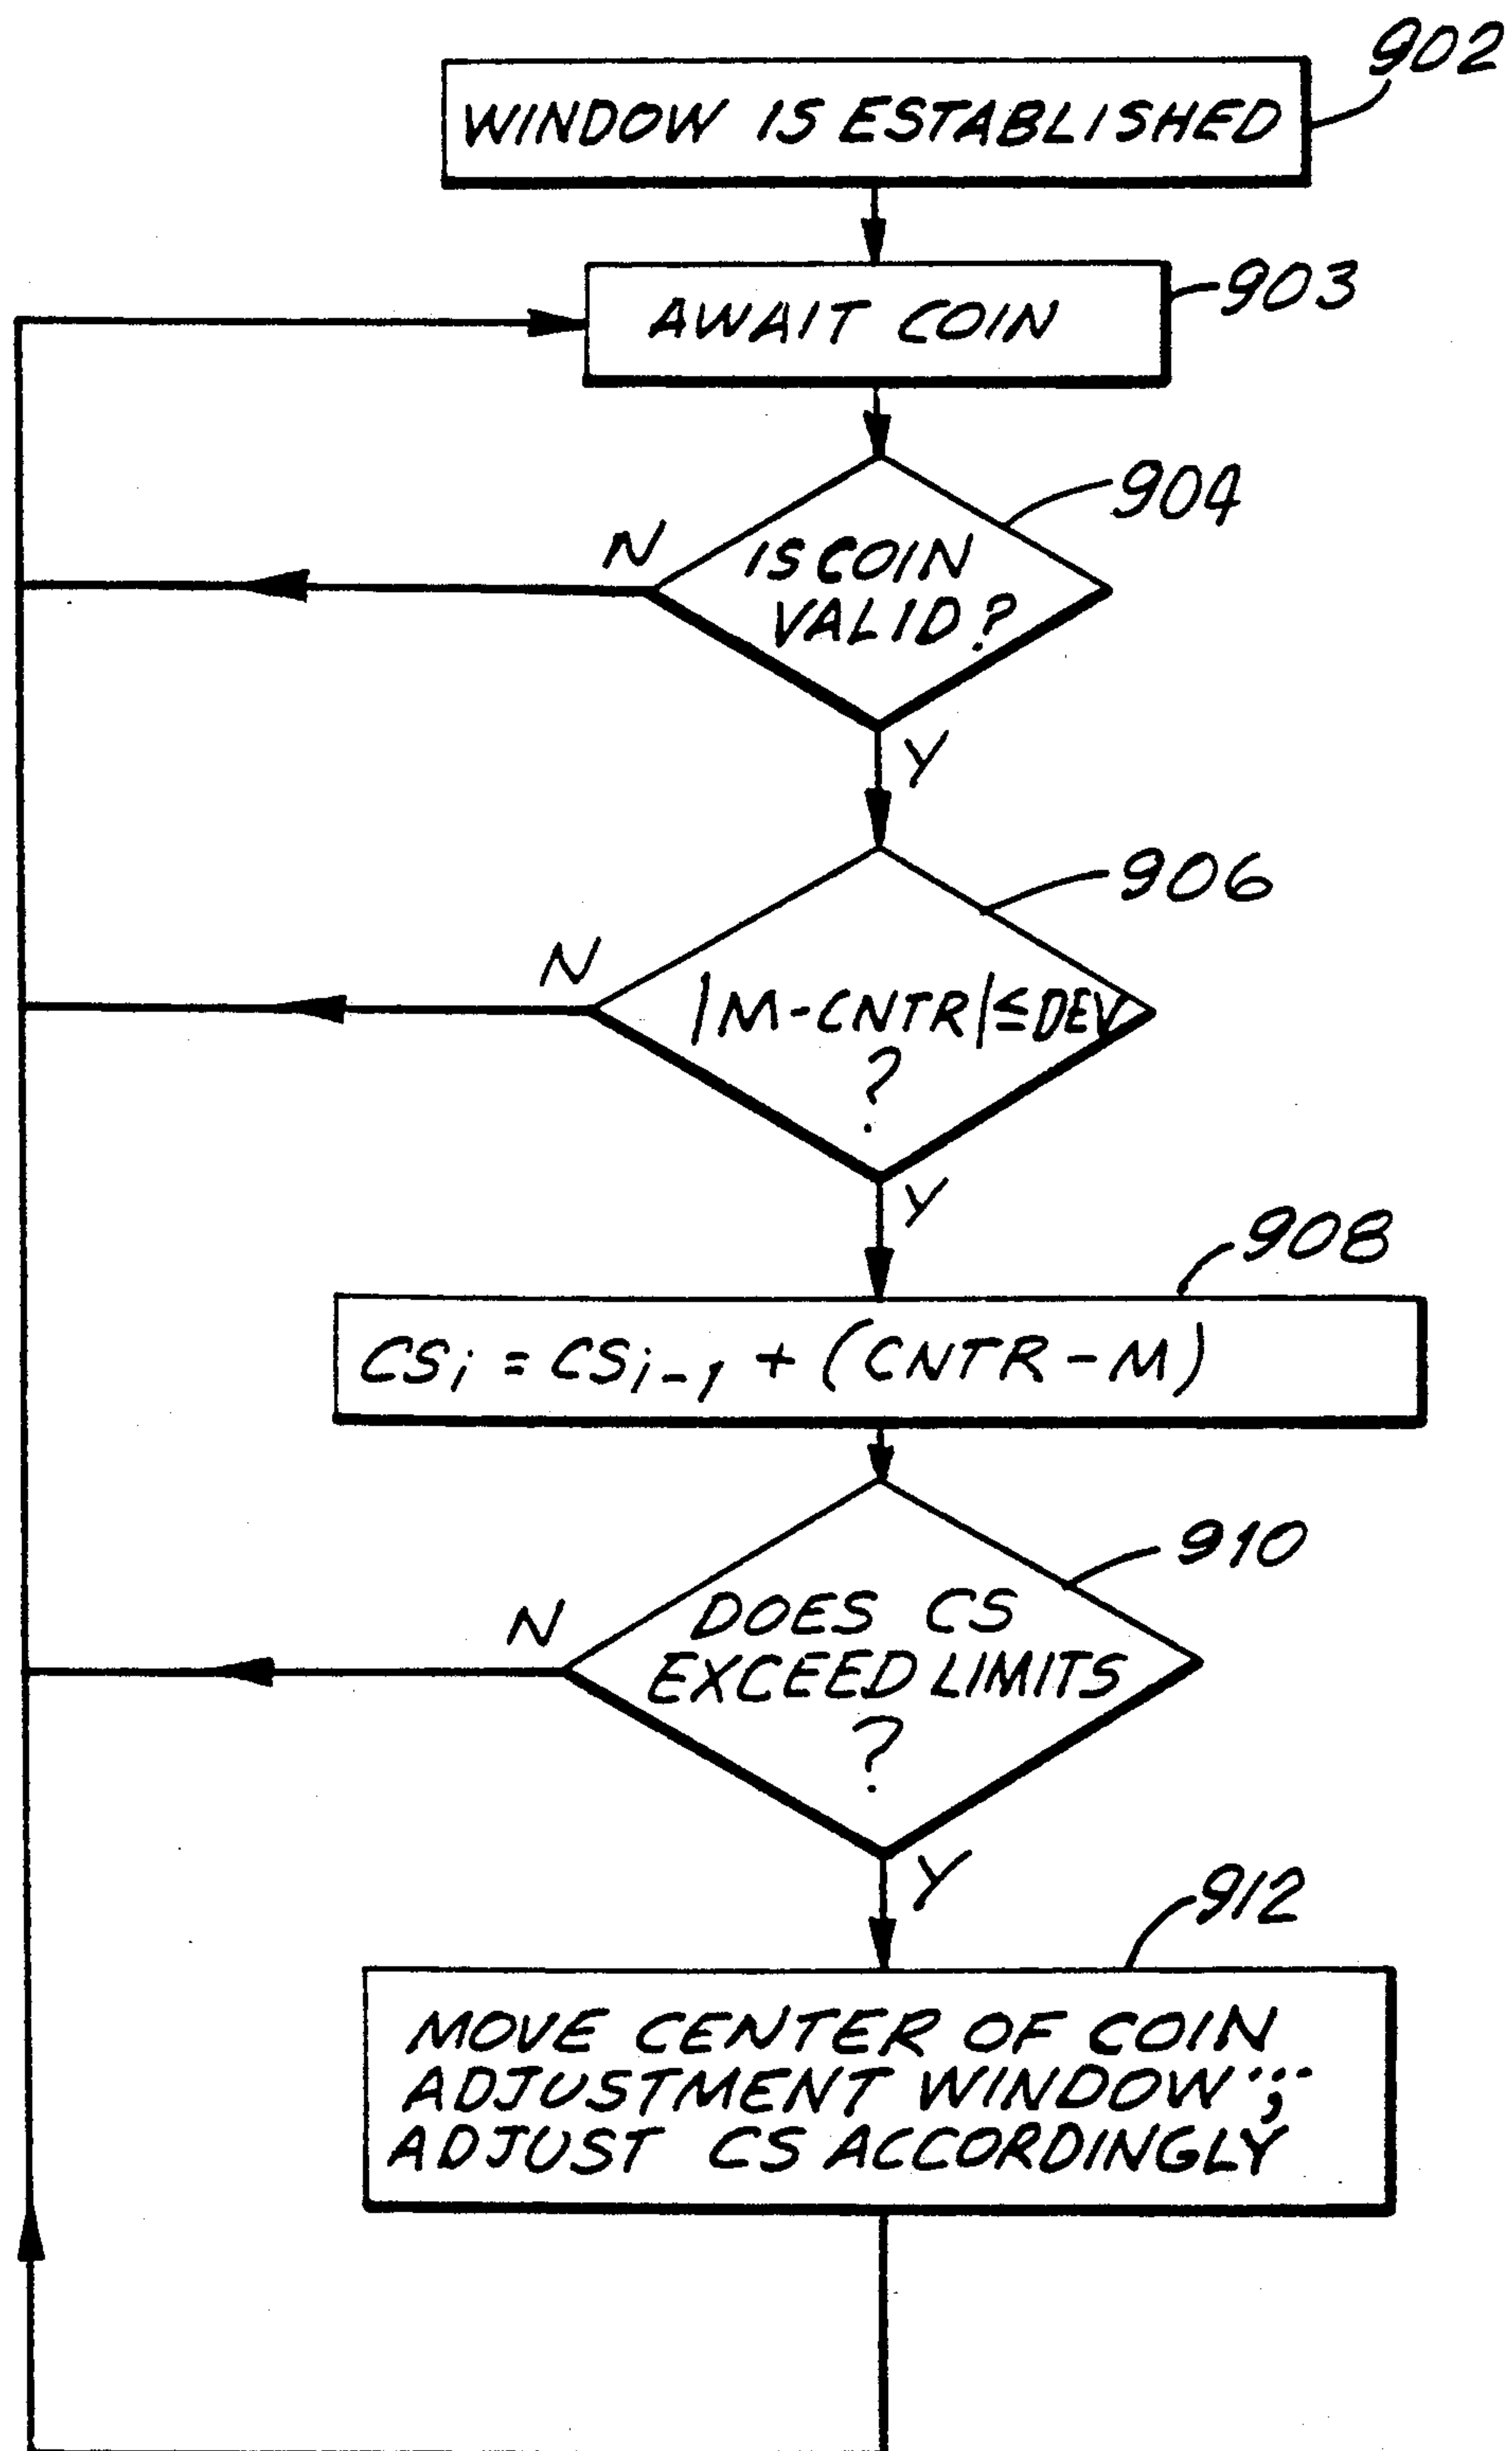 902
WINDOW IS ESTABLISHED
AWAIT COIN
903
904
N
IS COIN
VALID?
Y
906
N
|M-CNTR|≤DEV
?
Y
908
CSi = CSi-1 + (CNTR-M)
910
N
DOES CS
EXCEED LIMITS
?
Y
912
MOVE CENTER OF COIN
ADJUSTMENT WINDOW;
ADJUST CS ACCORDINGLY